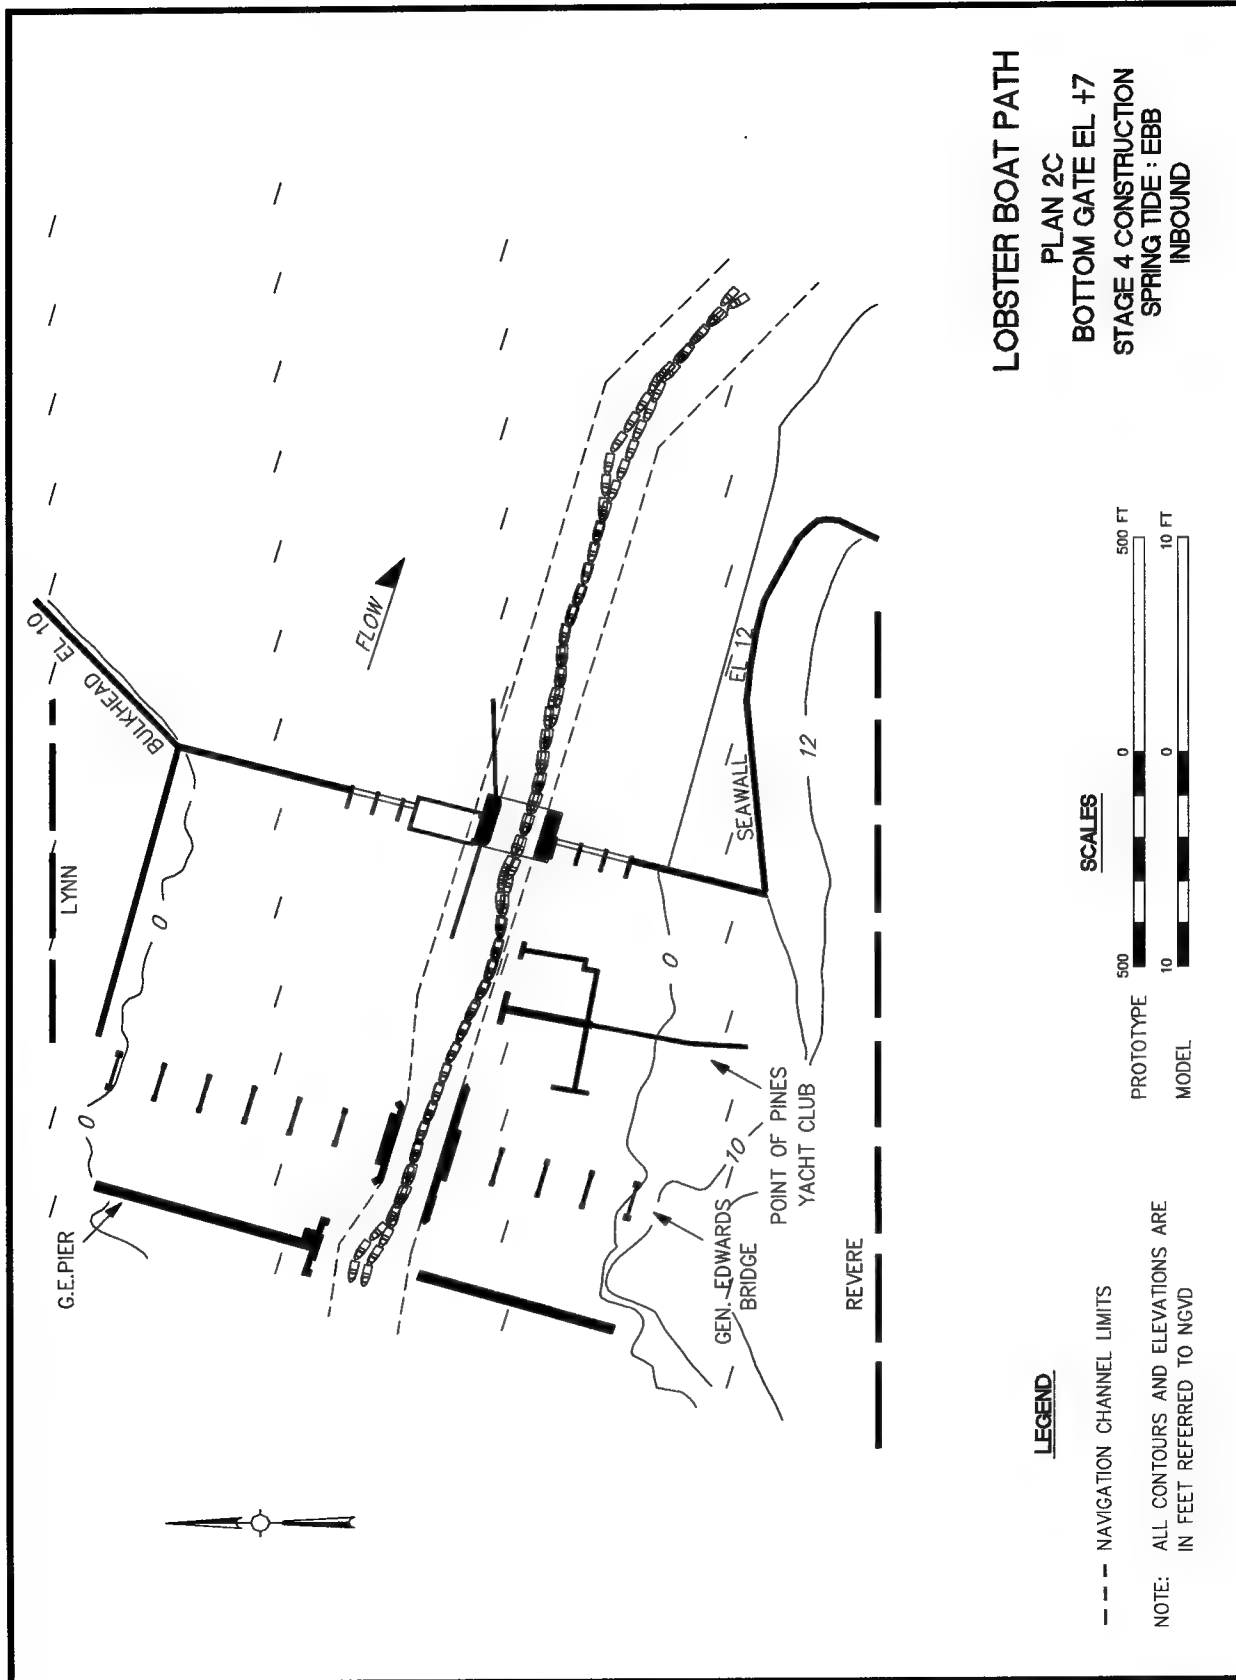 LOBSTER BOAT PATH
PLAN 2C
BOTTOM GATE EL +7
STAGE 4 CONSTRUCTION
SPRING TIDE : EBB
INBOUND
BULKHEAD EL 10
LYNN
FLOW
0
0
G.E.PIER
SEAWALL EL 12
12
0
10
POINT OF PINES
YACHT CLUB
GEN. EDWARDS
BRIDGE
REVERE
SCALES
PROTOTYPE 500 0 500 FT
MODEL 10 0 10 FT
LEGEND
NAVIGATION CHANNEL LIMITS
NOTE: ALL CONTOURS AND ELEVATIONS ARE
IN FEET REFERRED TO NGVD